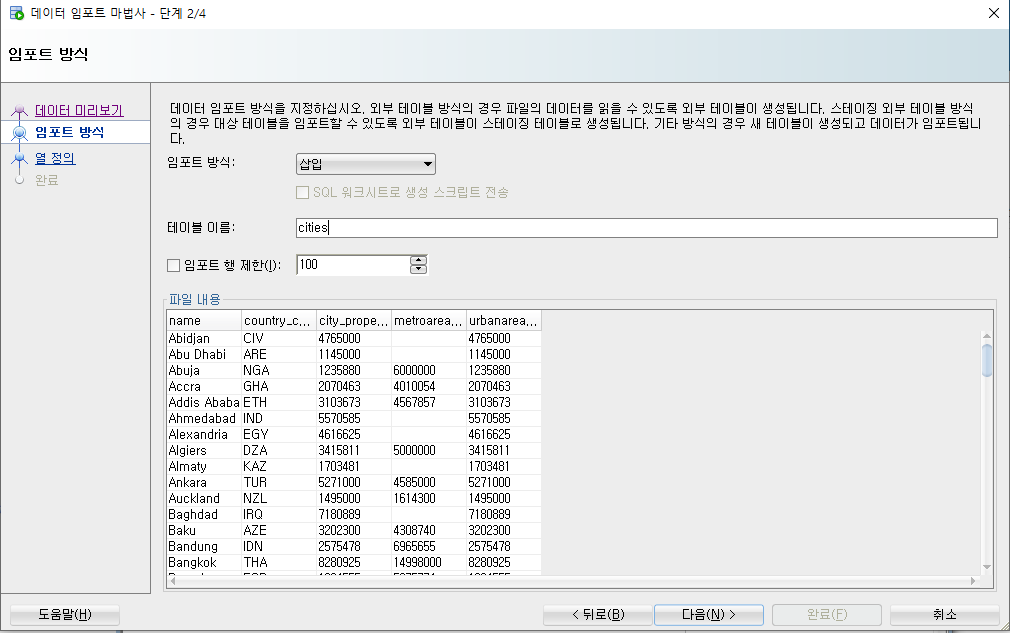 데이터 임포트 마법사 - 단계 2/4
임포트 방식
데이터 미리보기
임포트 방식
열 정의
완료
데이터 임포트 방식을 지정하십시오. 외부 테이블 방식의 경우 파일의 데이터를 읽을 수 있도록 외부 테이블이 생성됩니다. 스테이징 외부 테이블 방식
의 경우 대상 테이블을 임포트할 수 있도록 외부 테이블이 스테이징 테이블로 생성됩니다. 기타 방식의 경우 새 테이블이 생성되고 데이터가 임포트됩니
다.
임포트 방식: 삽입
SQL 워크시트로 생성 스크립트 전송
테이블 이름: cities
임포트 행 제한(I): 100
파일 내용
name country_c... city_prope... metroarea,... urbanarea,...
Abidjan CIV 4765000 4765000
Abu Dhabi ARE 1145000 1145000
Abuja NGA 1235880 6000000 1235880
Accra GHA 2070463 4010054 2070463
Addis Ababa ETH 3103673 4567857 3103673
Ahmedabad IND 5570585 5570585
Alexandria EGY 4616625 4616625
Algiers DZA 3415811 5000000 3415811
Almaty KAZ 1703481 1703481
Ankara TUR 5271000 4585000 5271000
Auckland NZL 1495000 1614300 1495000
Baghdad IRQ 7180889 7180889
Baku AZE 3202300 4308740 3202300
Bandung IDN 2575478 6965655 2575478
Bangkok THA 8280925 14998000 8280925
도움말(H) < 뒤로(B) 다음(N) > 완료(F) 취소